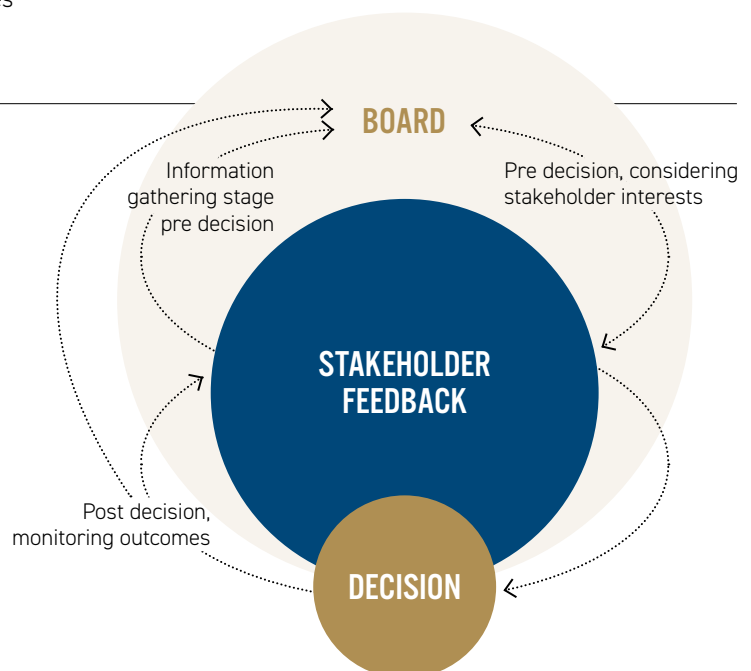 BOARD
Information
gathering stage
pre decision
Pre decision, considering
stakeholder interests
STAKEHOLDER
FEEDBACK
Post decision,
monitoring outcomes
DECISION